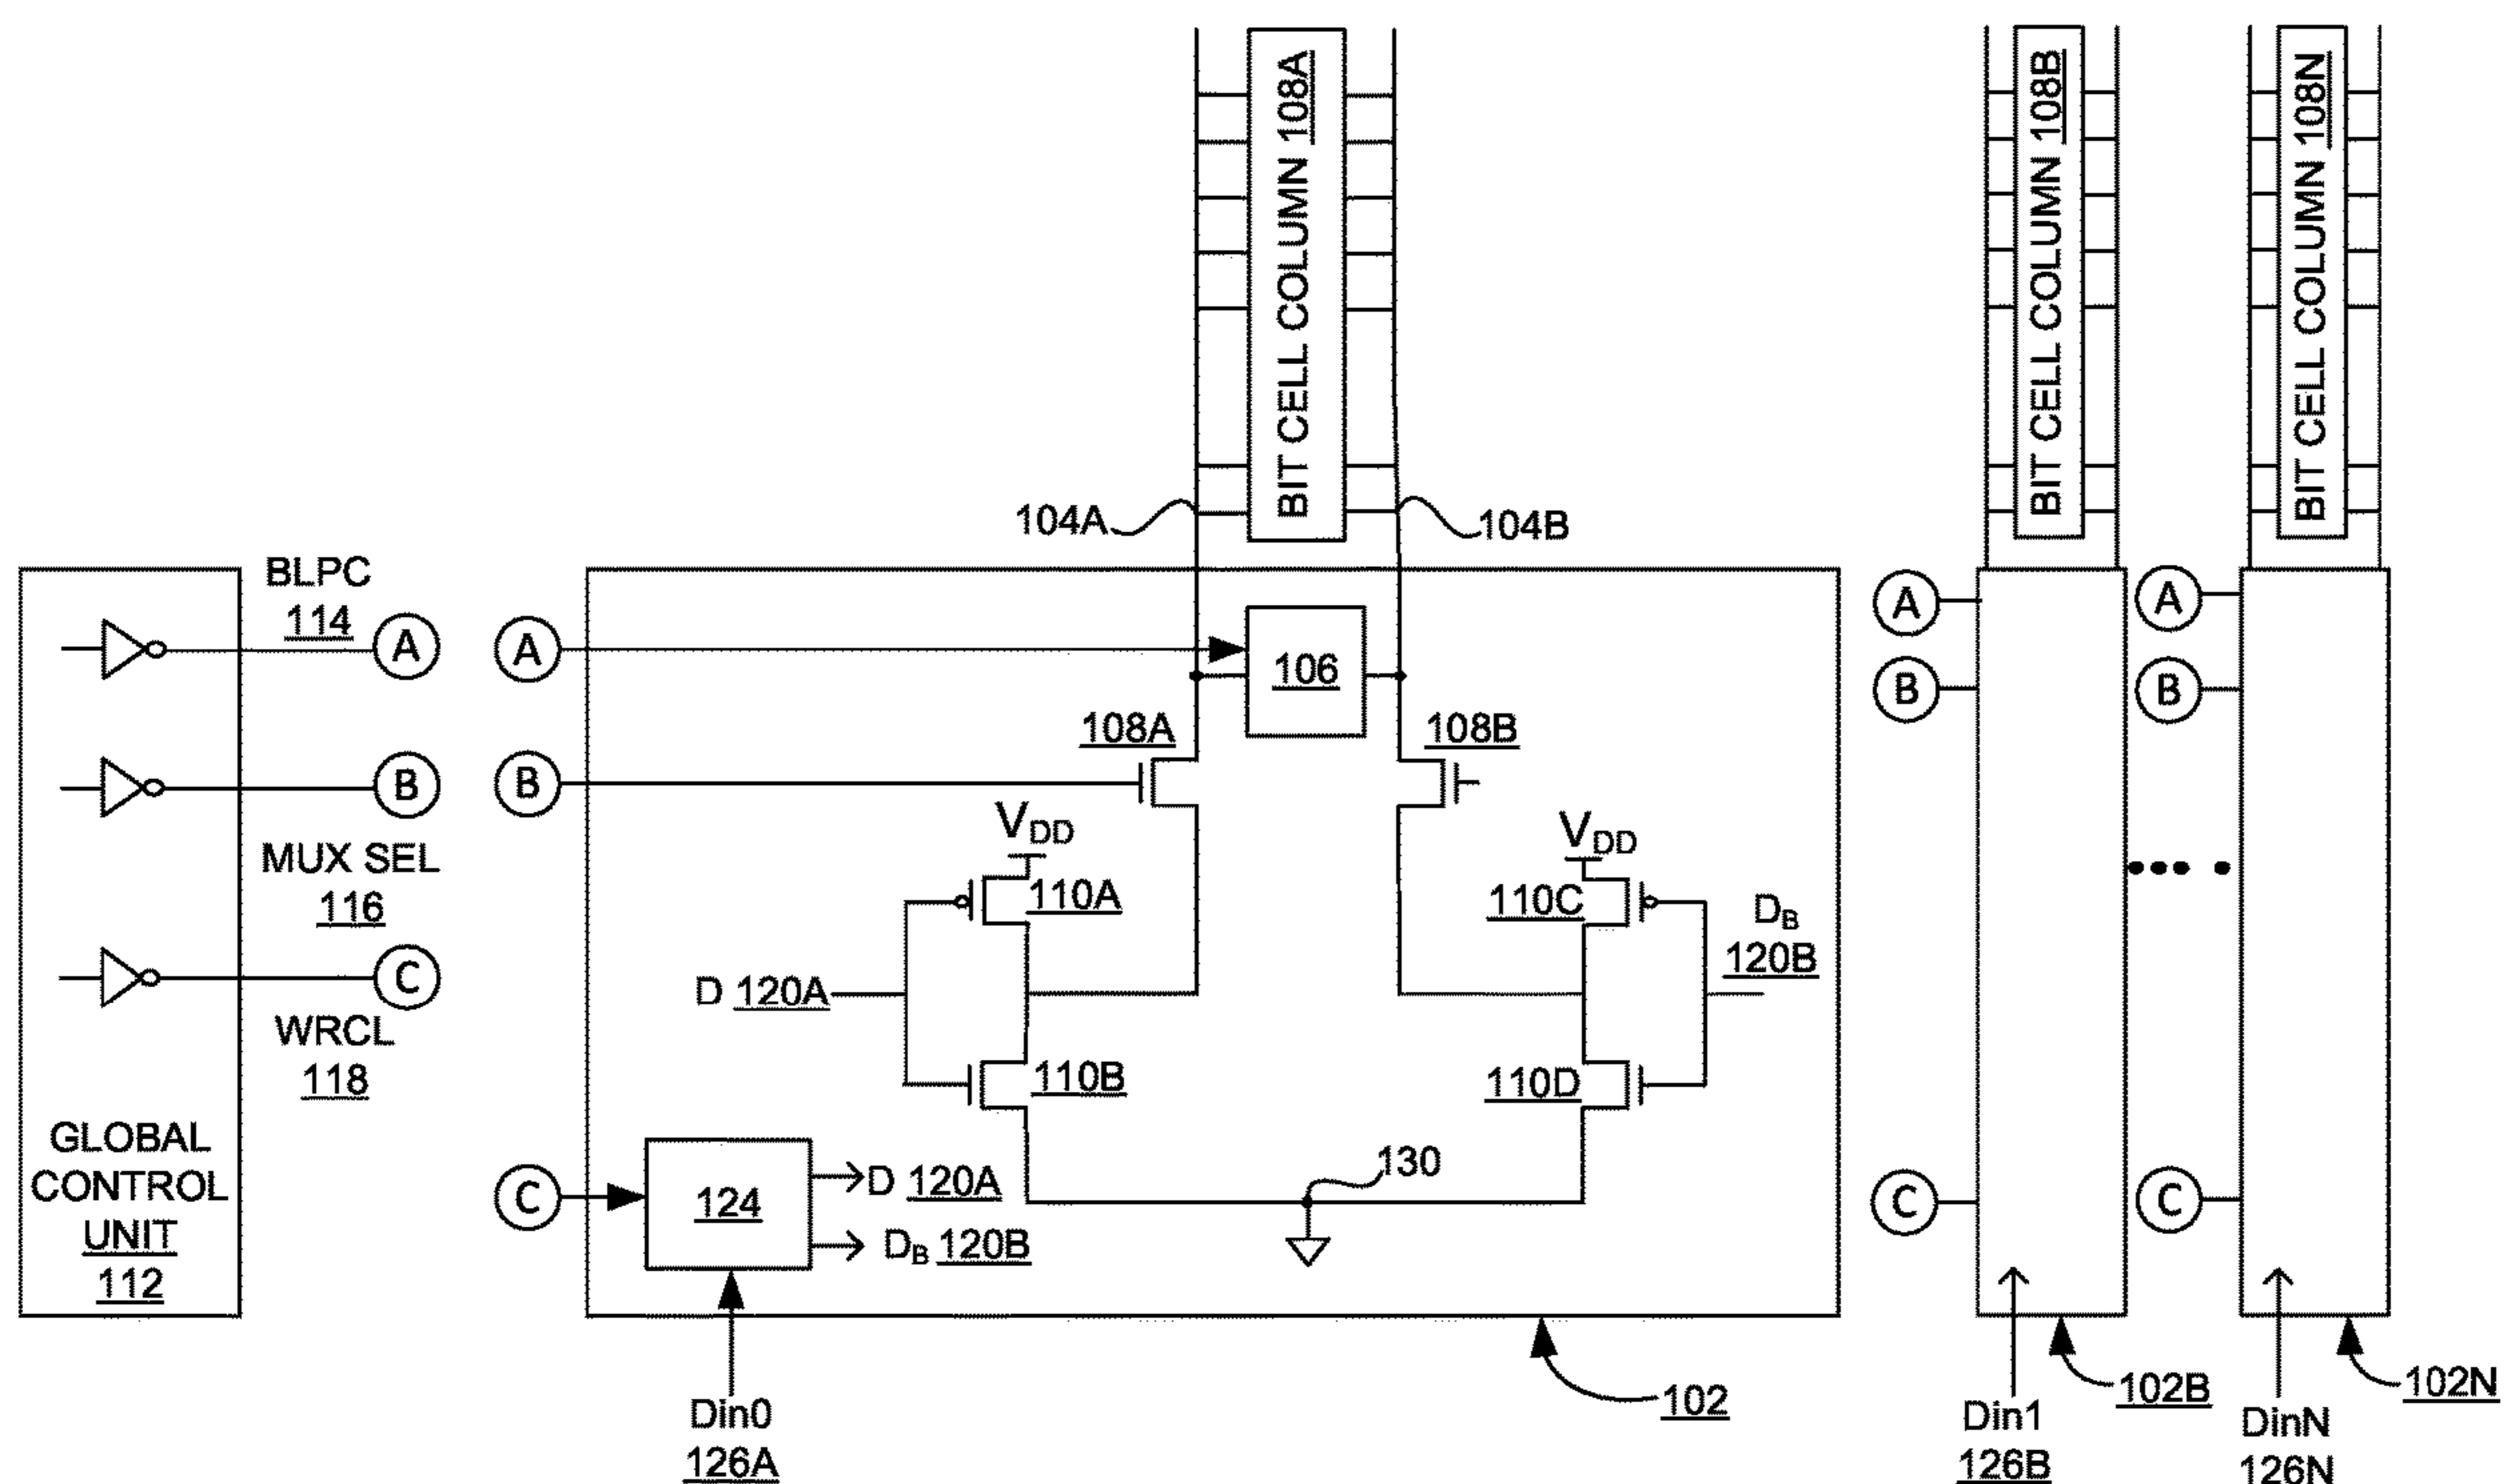 BIT CELL COLUMN 108A
BIT CELL COLUMN 108B
BIT CELL COLUMN 108N
104A
104B
BLPC
114
A
A
106
A
A
108A
108B
B
B
B
B
MUX SEL
116
VDD
VDD
110A
110C
DB
120B
C
D 120A
WRCL
118
110B
110D
GLOBAL
CONTROL
UNIT
112
C
124
D 120A
DB 120B
130
C
C
Din0
126A
102
Din1
126B
102B
DinN
126N
102N